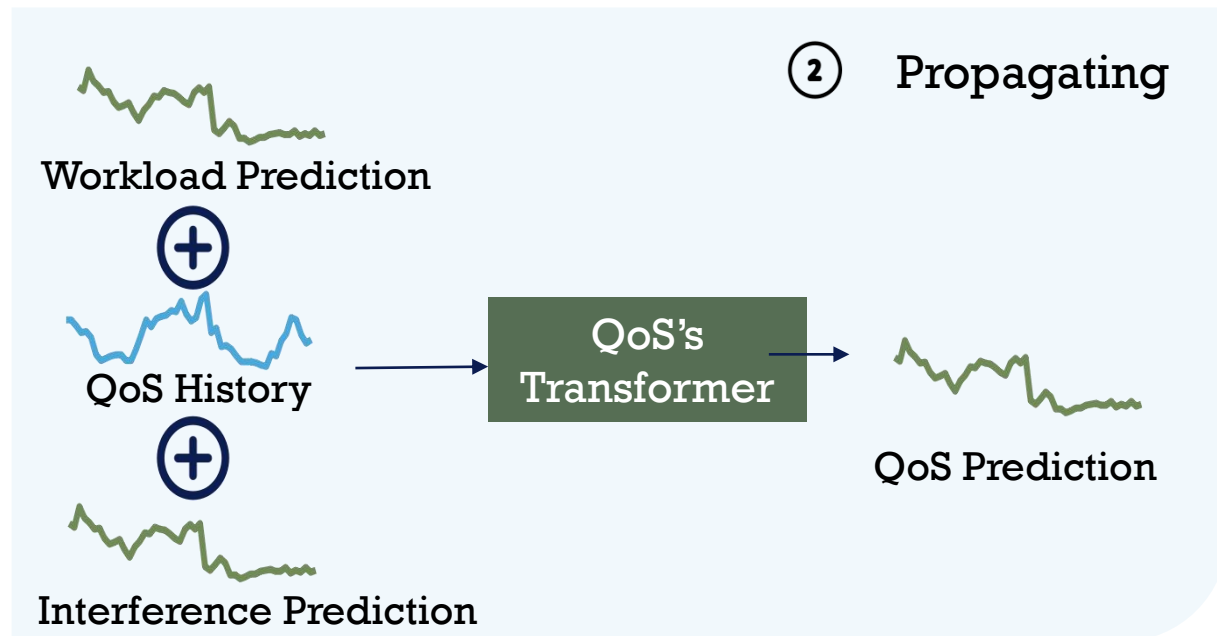 2 Propagating
Workload Prediction
QoS History
QoS's
Transformer
QoS Prediction
Interference Prediction